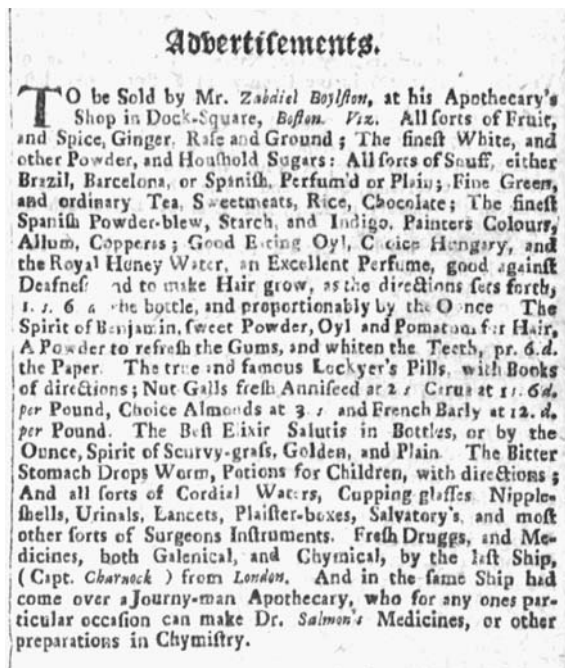 Advertiſements.
TO be Sold by Mr. Zabdiel Boylſton, at his Apothecary's
Shop in Dock-Square, Boſton. Viz. All ſorts of Fruit,
and Spice, Ginger, Raſe and Ground; The fineſt White, and
other Powder, and Houſhold Sugars: All ſorts of Snuff, either
Brazil, Barcelona, or Spaniſh, Perfum'd or Plain; Fine Green,
and ordinary Tea, Sweetmeats, Rice, Chocolate; The fineſt
Spaniſh Powder-blew, Starch, and Indigo, Painters Colours,
Allum, Copperas; Good Eating Oyl, Choice Hungary, and
the Royal Honey Water, an Excellent Perfume, good againſt
Deafneſs and to make Hair grow, as the directions ſets forth,
1. s. 6 d the bottle, and proportionably by the Ounce The
Spirit of Benjamin, ſweet Powder, Oyl and Pomatum for Hair,
A Powder to refreſh the Gums, and whiten the Teeth, pr. 6.d.
the Paper. The true and famous Lockyer's Pills, with Books
of directions; Nut Galls freſh Anniſeed at 2 s at 1 s. 6d.
per Pound, Choice Almonds at 3. s and French Barly at 12. d.
per Pound. The Beſt Elixir Salutis in Bottles, or by the
Ounce, Spirit of Scurvy-graſs, Golden, and Plain. The Bitter
Stomach Drops Worm, Potions for Children, with directions;
And all ſorts of Cordial Waters, Cupping glaſſes Nipple-
ſhells, Urinals, Lancets, Plaiſter-boxes, Salvatory's, and moſt
other ſorts of Surgeons Inſtruments. Freſh Druggs, and Me-
dicines, both Galenical, and Chymical, by the laſt Ship,
( Capt. Charnock ) from London. And in the ſame Ship had
come over a Journy-man Apothecary, who for any ones par-
ticular occaſion can make Dr. Salmon's Medicines, or other
preparations in Chymiſtry.